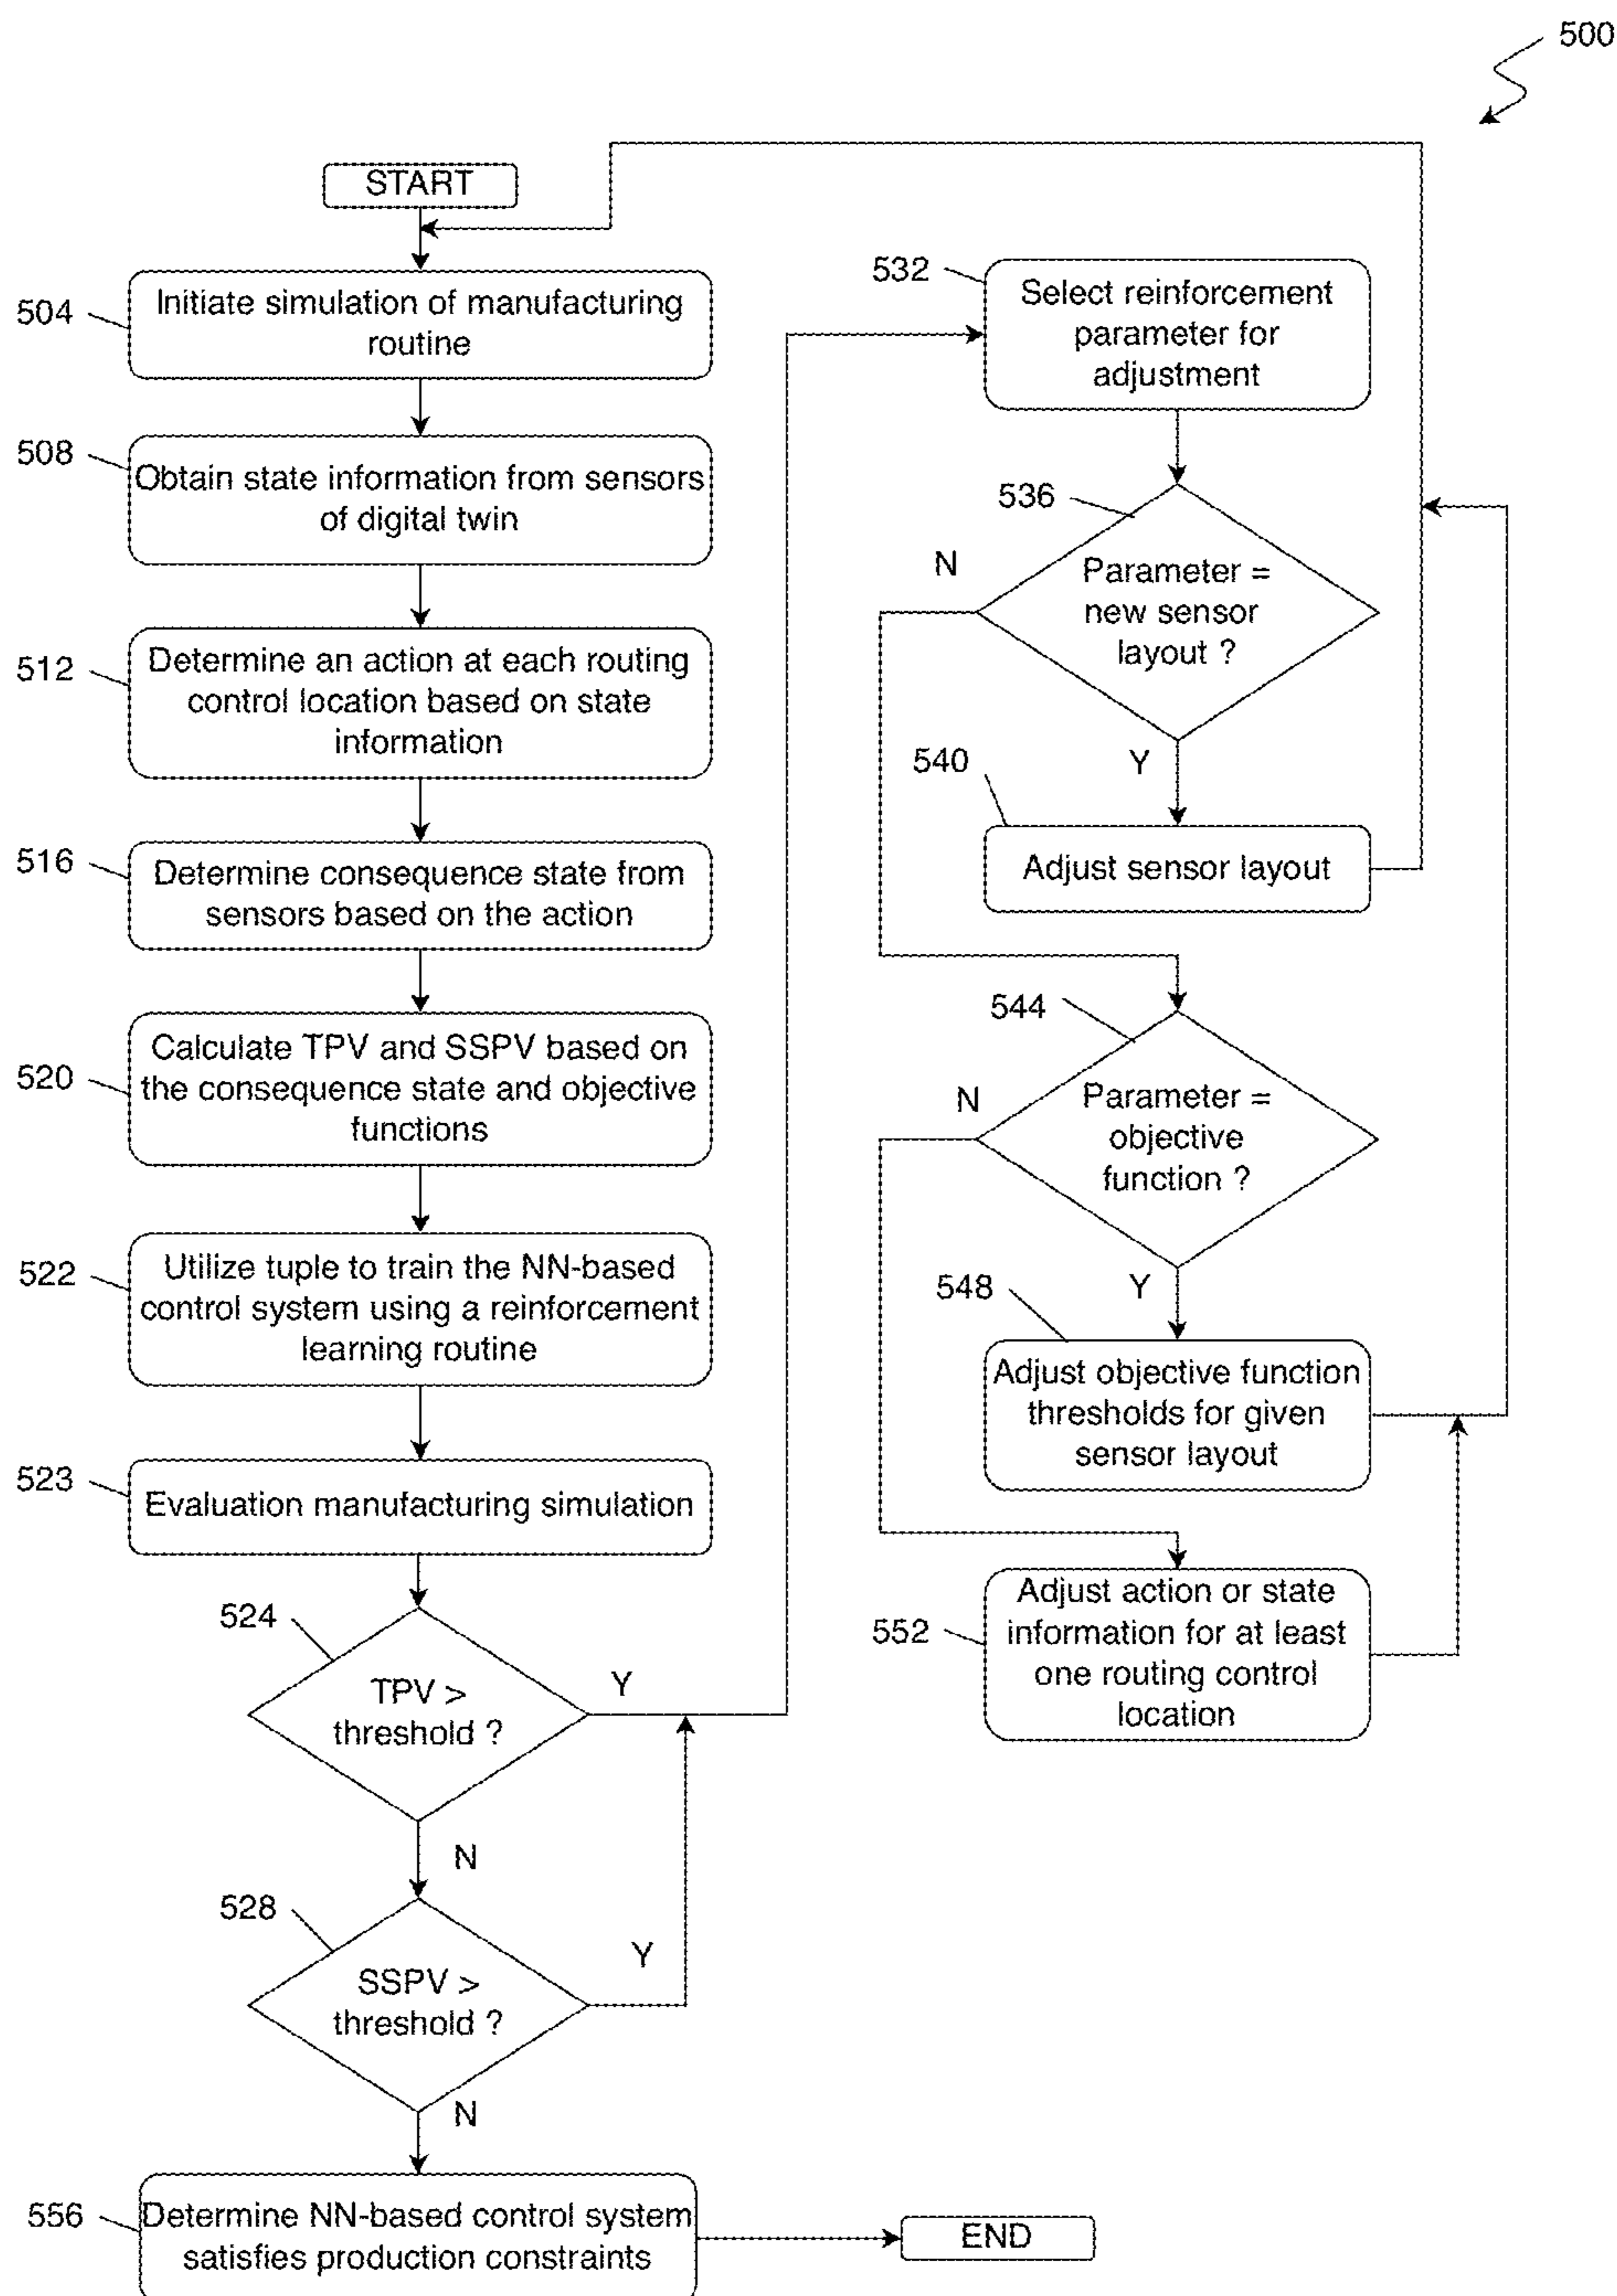 500
START
504
Initiate simulation of manufacturing
routine
508
Obtain state information from sensors
of digital twin
512
Determine an action at each routing
control location based on state
information
516
Determine consequence state from
sensors based on the action
520
Calculate TPV and SSPV based on
the consequence state and objective
functions
522
Utilize tuple to train the NN-based
control system using a reinforcement
learning routine
523
Evaluation manufacturing simulation
524
TPV >
threshold ?
Y
N
528
SSPV >
threshold ?
Y
N
556
Determine NN-based control system
satisfies production constraints
END
532
Select reinforcement
parameter for
adjustment
536
Parameter =
new sensor
layout ?
N
Y
540
Adjust sensor layout
544
Parameter =
objective
function ?
N
Y
548
Adjust objective function
thresholds for given
sensor layout
552
Adjust action or state
information for at least
one routing control
location